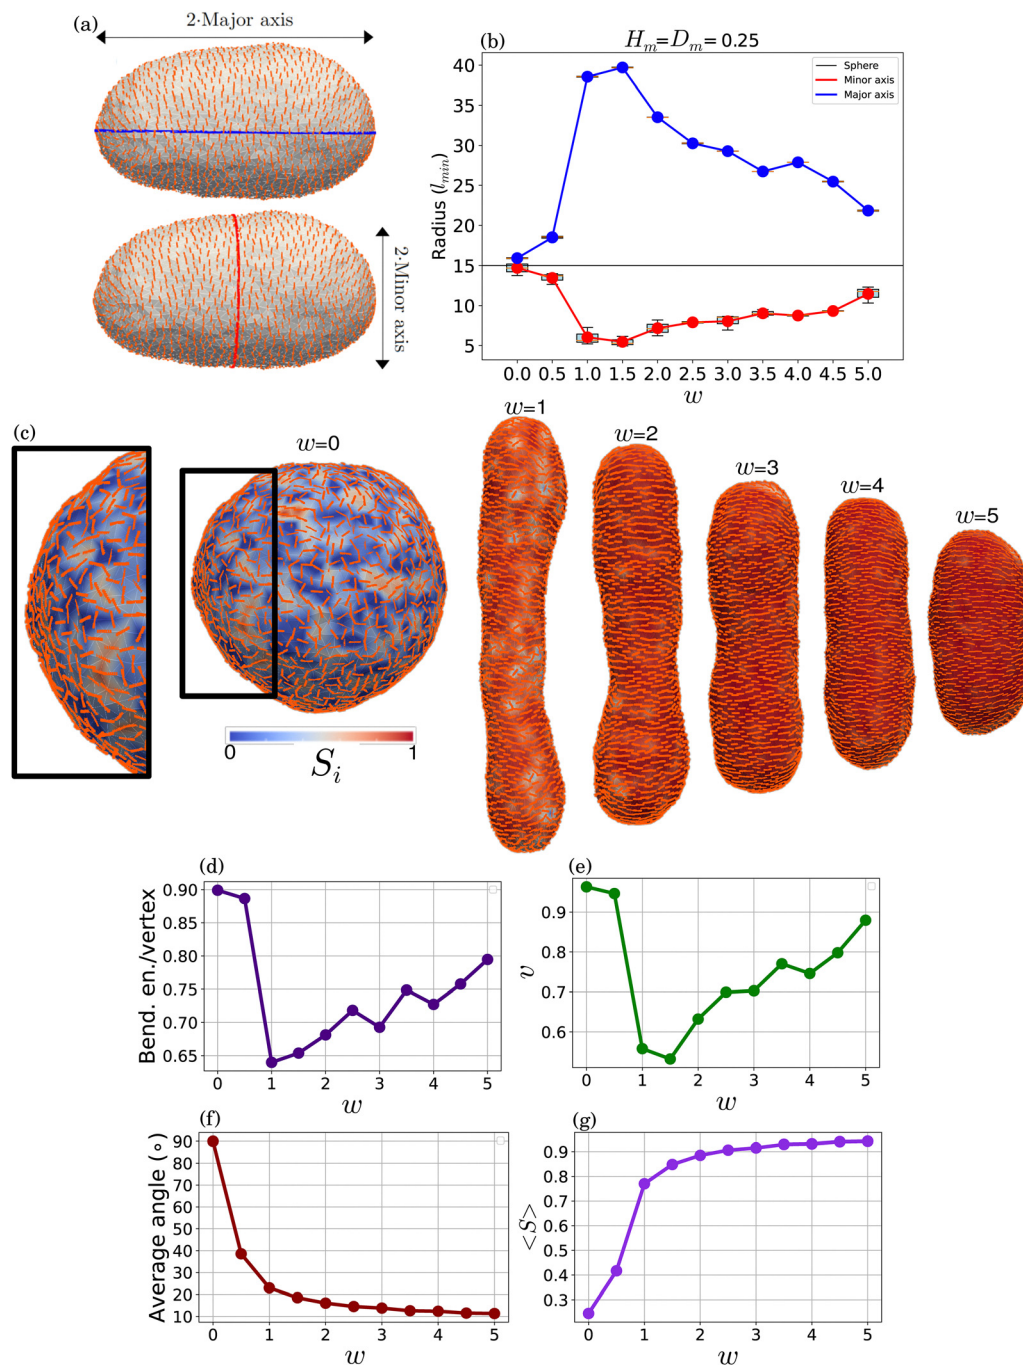 (a)
2·Major axis
2·Minor axis
(b)
H_m=D_m= 0.25
Sphere
Minor axis
Major axis
Radius (l_min)
40
35
30
25
20
15
10
5
0.0 0.5 1.0 1.5 2.0 2.5 3.0 3.5 4.0 4.5 5.0
w
(c)
w=0
w=1
w=2
w=3
w=4
w=5
0 1
S_i
(d)
Bend. en./vertex
0.90
0.85
0.80
0.75
0.70
0.65
0 1 2 3 4 5
w
(e)
v
0.9
0.8
0.7
0.6
0 1 2 3 4 5
w
(f)
Average angle (∘)
90
80
70
60
50
40
30
20
10
0 1 2 3 4 5
w
(g)
<S>
0.9
0.8
0.7
0.6
0.5
0.4
0.3
0 1 2 3 4 5
w